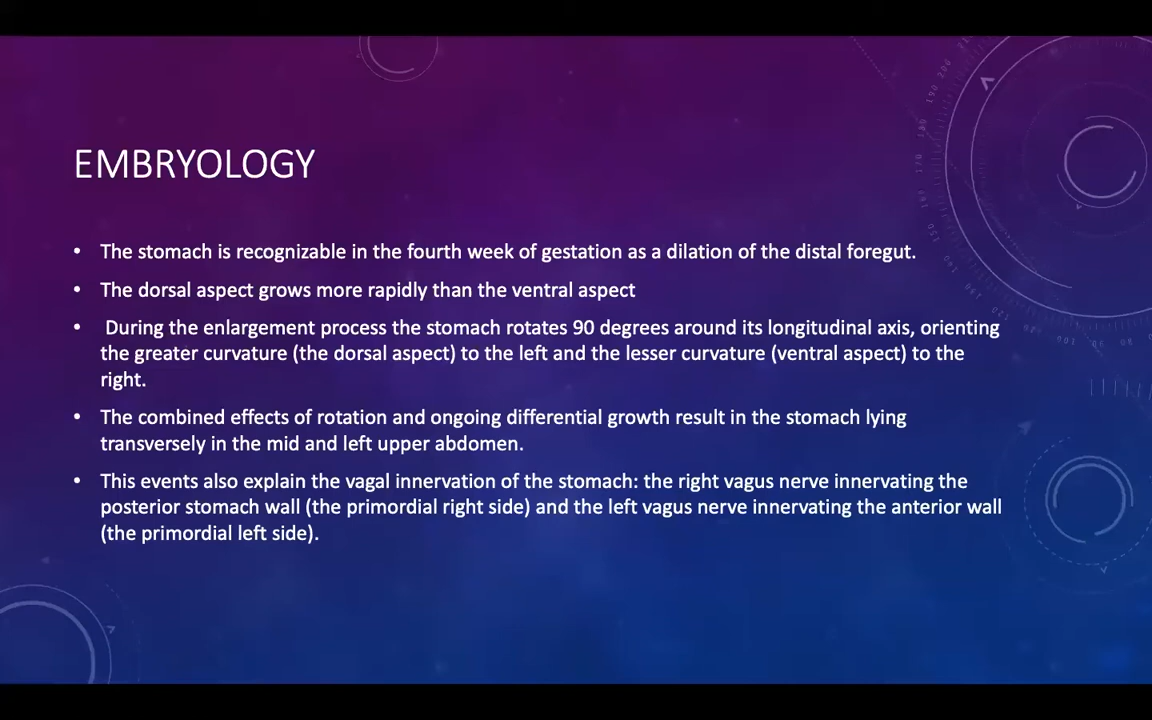 EMBRYOLOGY
• The stomach is recognizable in the fourth week of gestation as a dilation of the distal foregut.
• The dorsal aspect grows more rapidly than the ventral aspect
• During the enlargement process the stomach rotates 90 degrees around its longitudinal axis, orienting
the greater curvature (the dorsal aspect) to the left and the lesser curvature (ventral aspect) to the
right.
• The combined effects of rotation and ongoing differential growth result in the stomach lying
transversely in the mid and left upper abdomen.
• This events also explain the vagal innervation of the stomach: the right vagus nerve innervating the
posterior stomach wall (the primordial right side) and the left vagus nerve innervating the anterior wall
(the primordial left side).